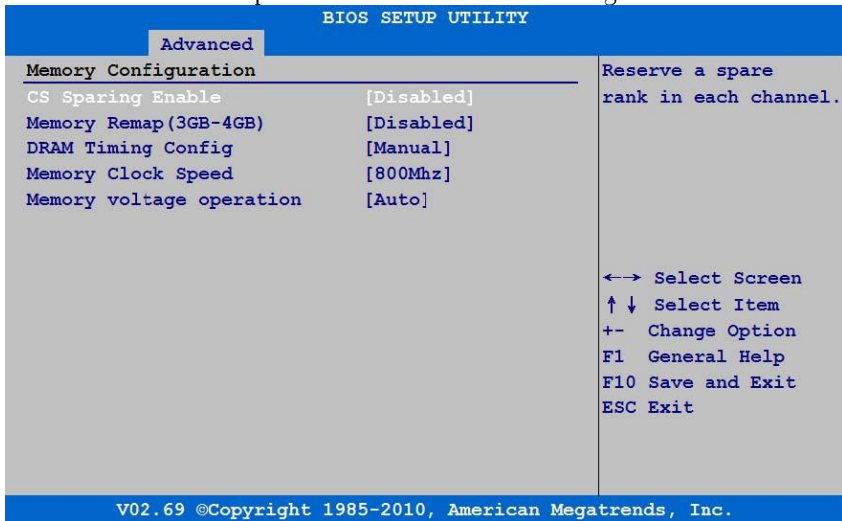 BIOS SETUP UTILITY
Advanced
Memory Configuration
CS Sparing Enable [Disabled]
Memory Remap(3GB-4GB) [Disabled]
DRAM Timing Config [Manual]
Memory Clock Speed [800Mhz]
Memory voltage operation [Auto]
Reserve a spare
rank in each channel.
←→ Select Screen
↑↓ Select Item
+- Change Option
F1 General Help
F10 Save and Exit
ESC Exit
V02.69 ©Copyright 1985-2010, American Megatrends, Inc.